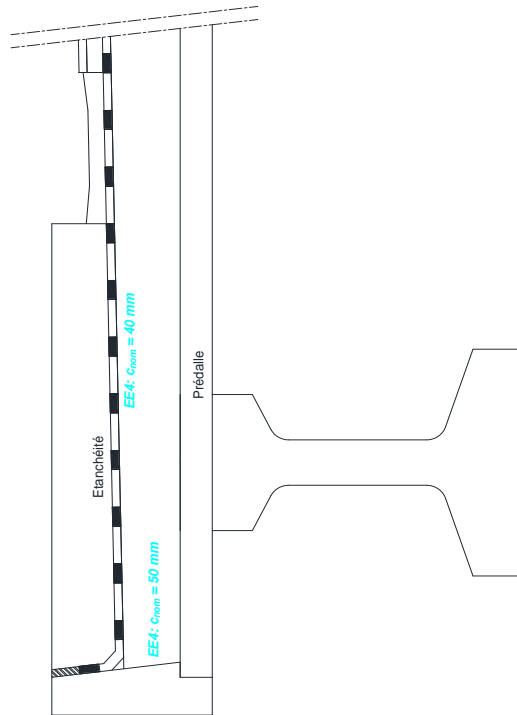 EE4: cnom = 40 mm
Prédalle
Etanchéité
EE4: cnom = 50 mm